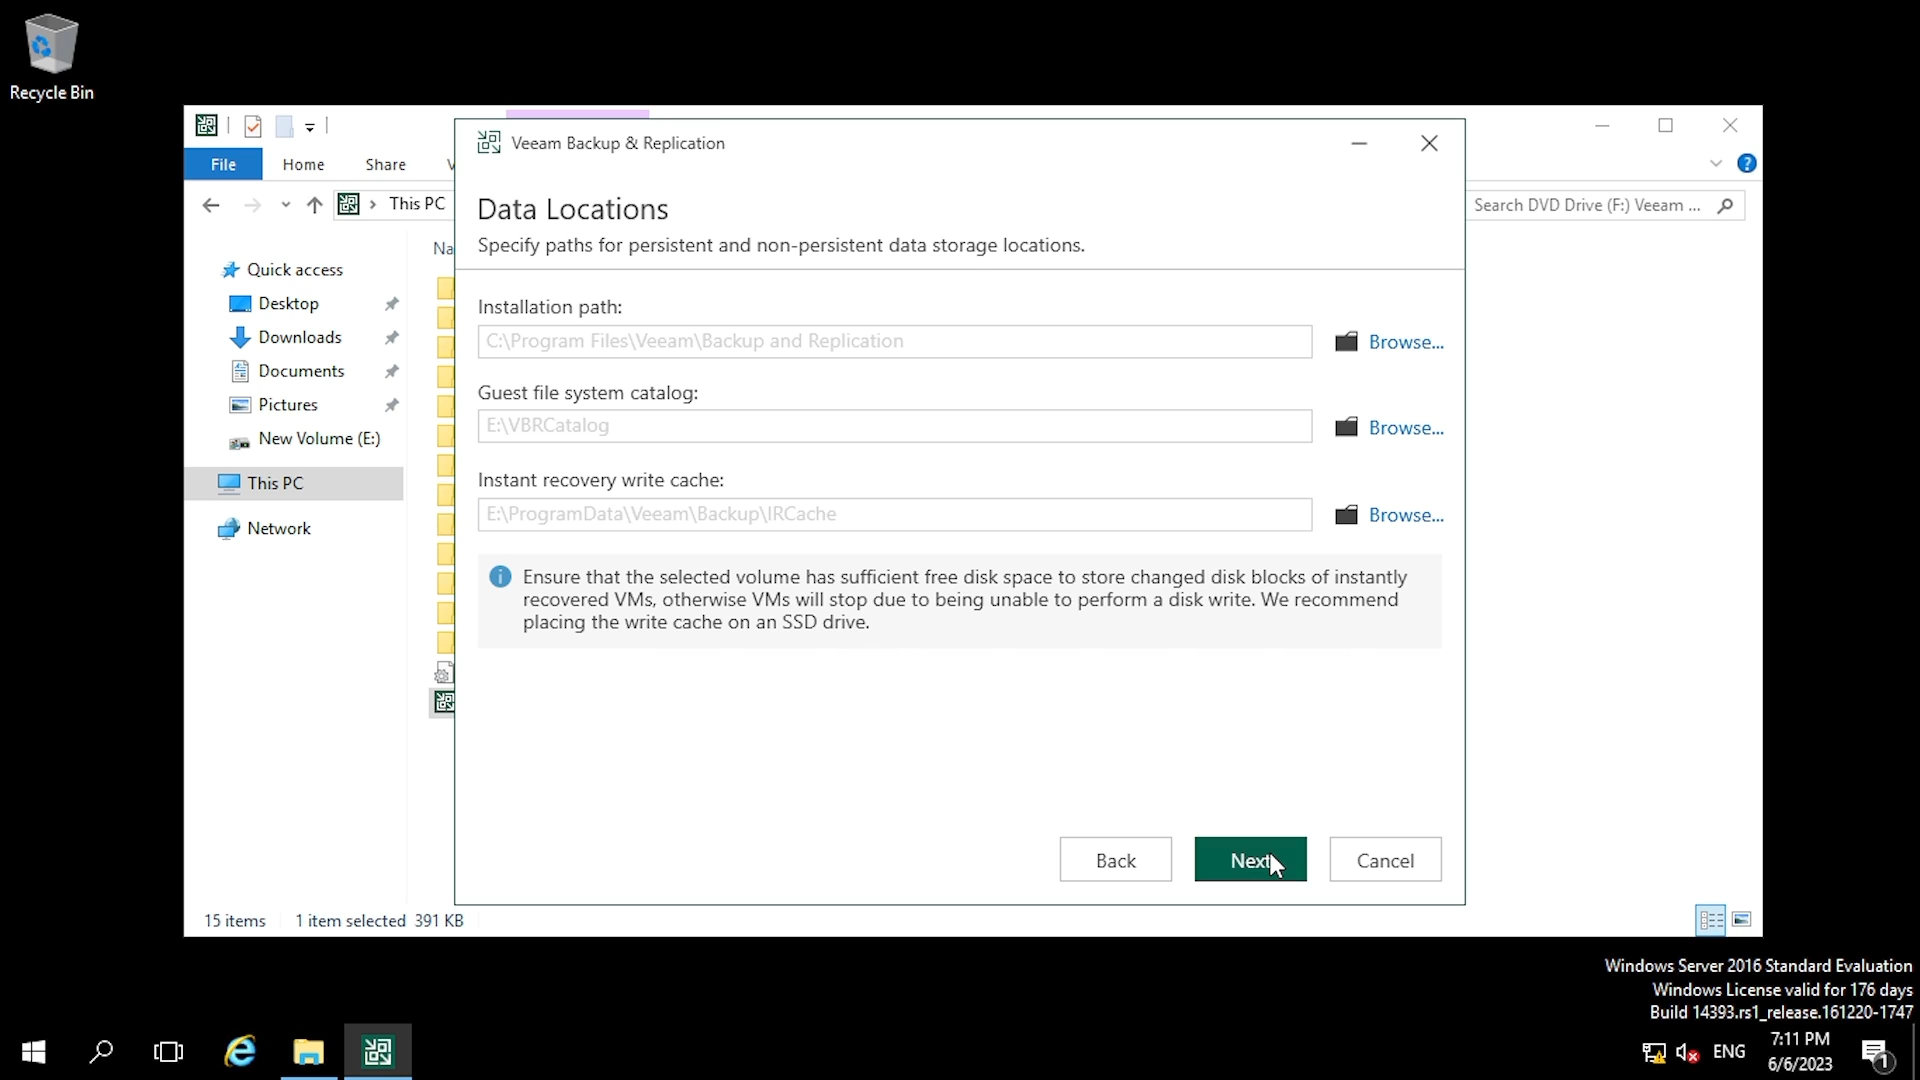 Recycle Bin
Veeam Backup & Replication
File
Home
Share
V
This PC
Search DVD Drive (F:) Veeam ...
Na
Quick access
Desktop
Downloads
Documents
Pictures
New Volume (E:)
This PC
Network
Data Locations
Specify paths for persistent and non-persistent data storage locations.
Installation path:
C:\Program Files\Veeam\Backup and Replication
Browse...
Guest file system catalog:
E:\VBRCatalog
Browse...
Instant recovery write cache:
E:\ProgramData\Veeam\Backup\IRCache
Browse...
Ensure that the selected volume has sufficient free disk space to store changed disk blocks of instantly
recovered VMs, otherwise VMs will stop due to being unable to perform a disk write. We recommend
placing the write cache on an SSD drive.
Back
Next
Cancel
15 items
1 item selected 391 KB
Windows Server 2016 Standard Evaluation
Windows License valid for 176 days
Build 14393.rs1_release.161220-1747
ENG
7:11 PM
6/6/2023
1